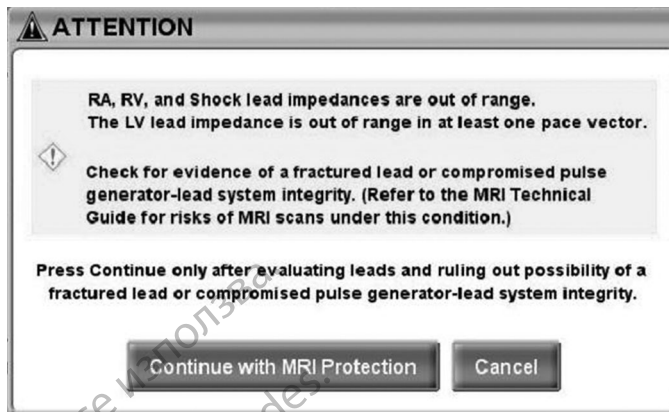 ATTENTION
RA, RV, and Shock lead impedances are out of range.
The LV lead impedance is out of range in at least one pace vector.
Check for evidence of a fractured lead or compromised pulse
generator-lead system integrity. (Refer to the MRI Technical
Guide for risks of MRI scans under this condition.)
Press Continue only after evaluating leads and ruling out possibility of a
fractured lead or compromised pulse generator-lead system integrity.
Continue with MRI Protection
Cancel